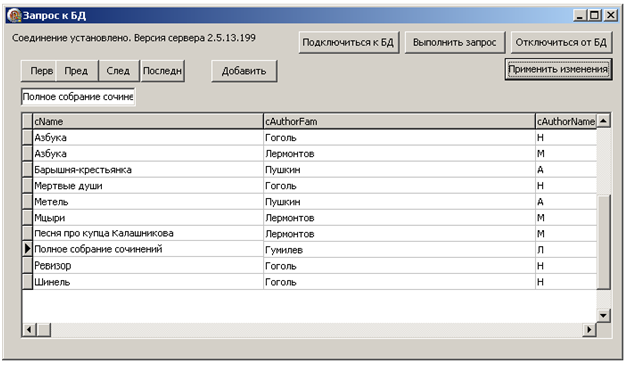 Запрос к БД
Соединение установлено. Версия сервера 2.5.13.199
Подключиться к БД Выполнить запрос Отключиться от БД
Перв Пред След Последн Добавить Применить изменения
Полное собрание сочине
cName cAuthorFam cAuthorName
Азбука Гоголь Н
Азбука Лермонтов М
Барышня-крестьянка Пушкин А
Мертвые души Гоголь Н
Метель Пушкин А
Мцыри Лермонтов М
Песня про купца Калашникова Лермонтов М
Полное собрание сочинений Гумилев Л
Ревизор Гоголь Н
Шинель Гоголь Н